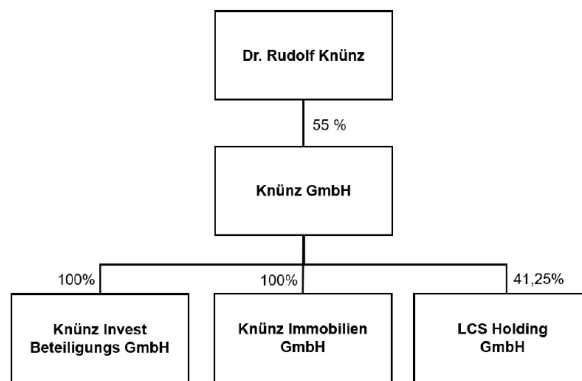 Dr. Rudolf Knünz
55 %
Knünz GmbH
100%
100%
41,25%
Knünz Invest
Beteiligungs GmbH
Knünz Immobilien
GmbH
LCS Holding
GmbH